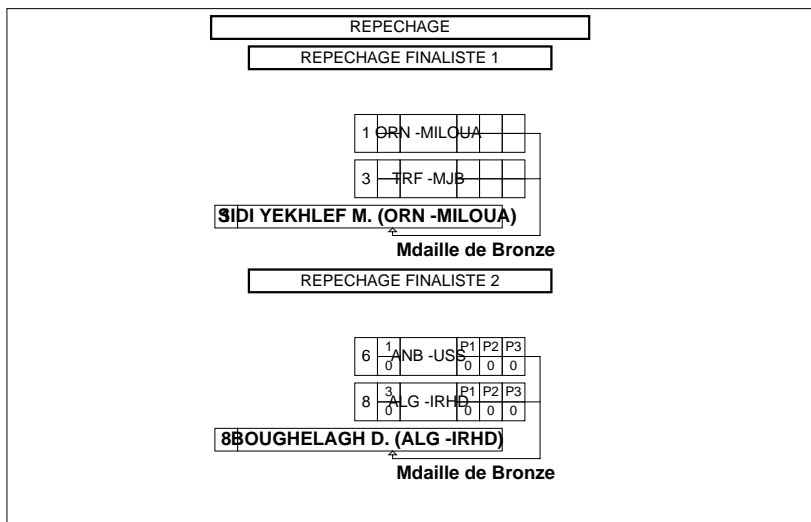 REPECHAGE
REPECHAGE FINALISTE 1
1 ORN -MILOUA
3 TRF -MJB
SIDI YEKHLEF M. (ORN -MILOUA)
Mdaille de Bronze
REPECHAGE FINALISTE 2
1 P1 P2 P3
6 ANB -USS
0 0 0 0
3 P1 P2 P3
8 ALG -IRHD
0 0 0 0
8 BOUGHELAGH D. (ALG -IRHD)
Mdaille de Bronze